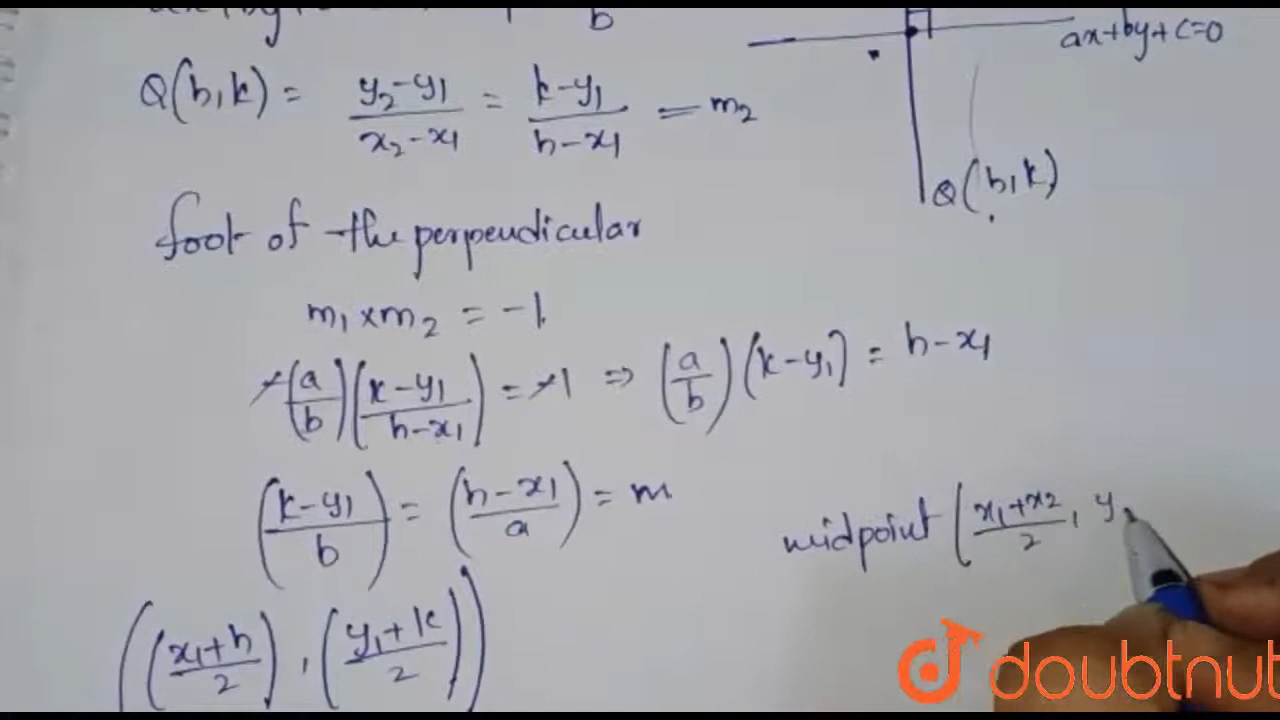 b
ax+by+c=0
Q(h,k) = y2-y1/x2-x1 = k-y1/h-x1 = m2
Q(h,k)
foot of the perpendicular
m1 x m2 = -1
-(a/b)(k-y1/h-x1) = -1 ⇒ (a/b)(k-y1) = h-x1
(k-y1/b) = (h-x1/a) = m
midpoint (x1+x2/2, y
((x1+h/2), (y1+k/2))
doubtnut